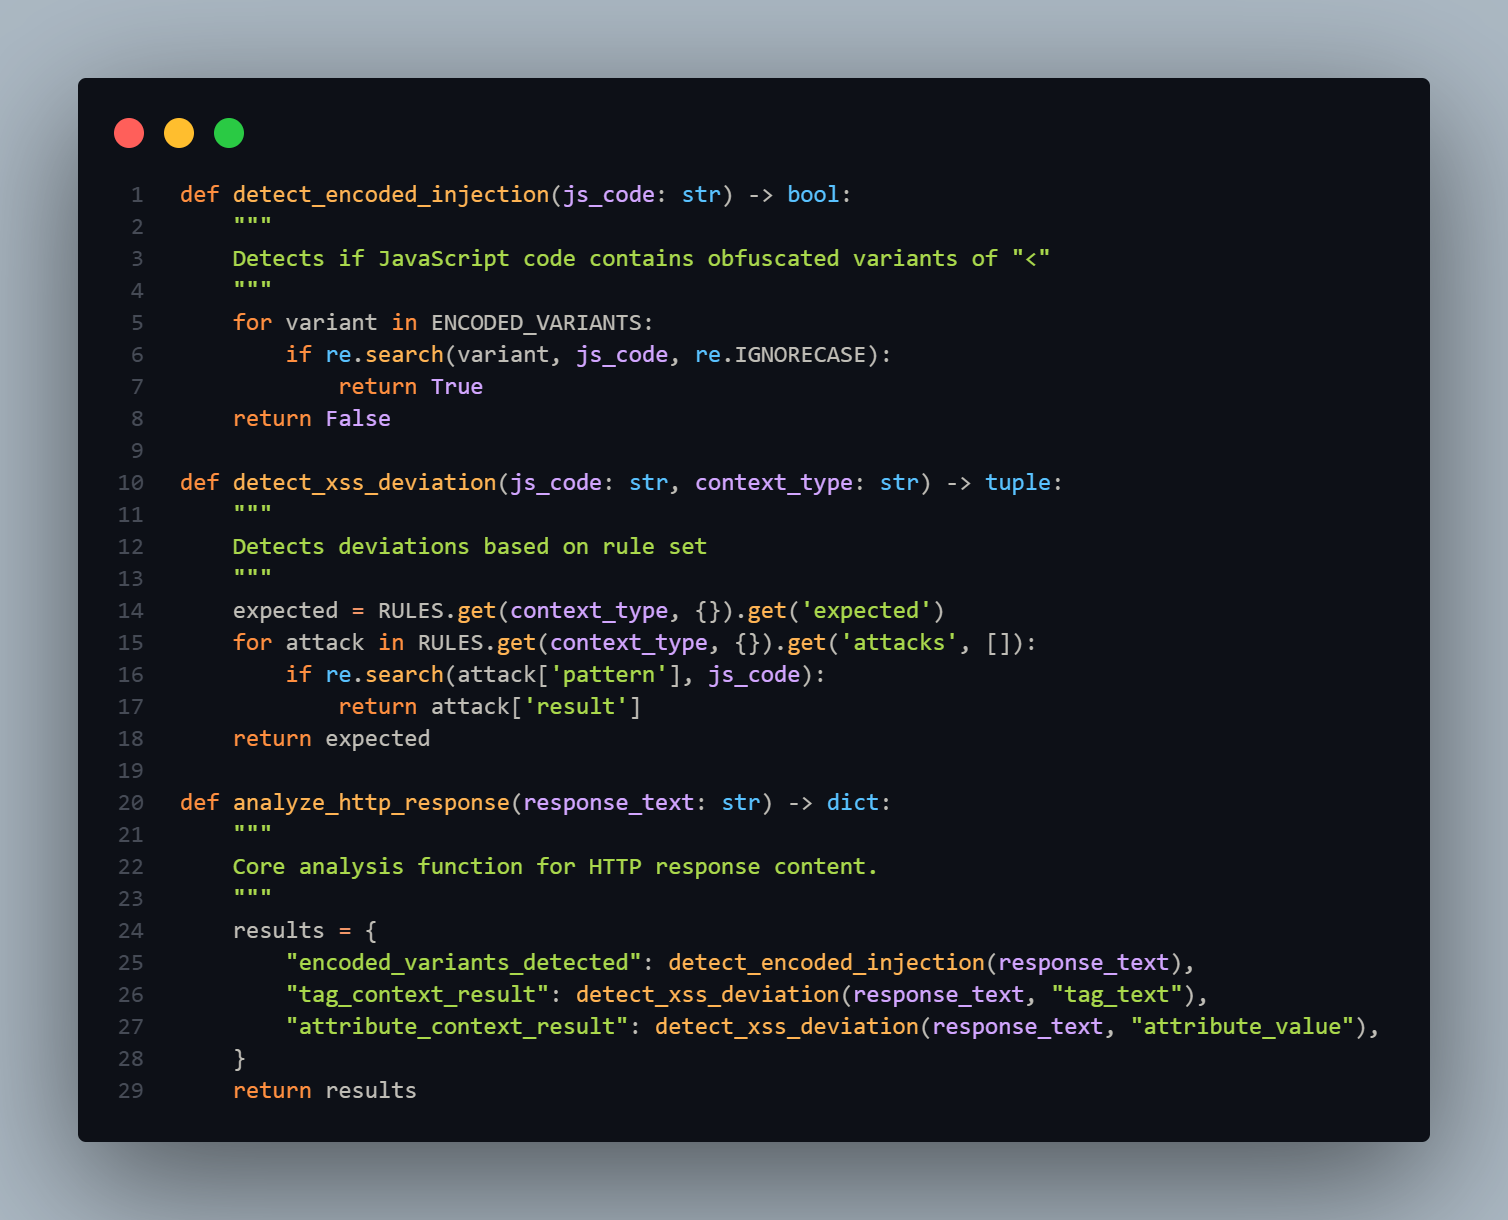 1 def detect_encoded_injection(js_code: str) -> bool:
2     """
3     Detects if JavaScript code contains obfuscated variants of "<"
4     """
5     for variant in ENCODED_VARIANTS:
6         if re.search(variant, js_code, re.IGNORECASE):
7             return True
8     return False
9
10 def detect_xss_deviation(js_code: str, context_type: str) -> tuple:
11     """
12     Detects deviations based on rule set
13     """
14     expected = RULES.get(context_type, {}).get('expected')
15     for attack in RULES.get(context_type, {}).get('attacks', []):
16         if re.search(attack['pattern'], js_code):
17             return attack['result']
18     return expected
19
20 def analyze_http_response(response_text: str) -> dict:
21     """
22     Core analysis function for HTTP response content.
23     """
24     results = {
25         "encoded_variants_detected": detect_encoded_injection(response_text),
26         "tag_context_result": detect_xss_deviation(response_text, "tag_text"),
27         "attribute_context_result": detect_xss_deviation(response_text, "attribute_value"),
28     }
29     return results